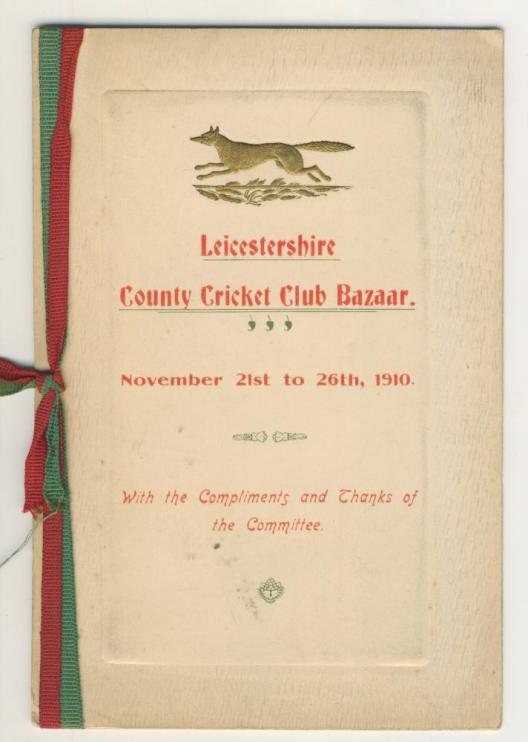 Leicestershire
County Cricket Club Bazaar.
November 21st to 26th, 1910.
With the Compliments and Thanks of
the Committee.